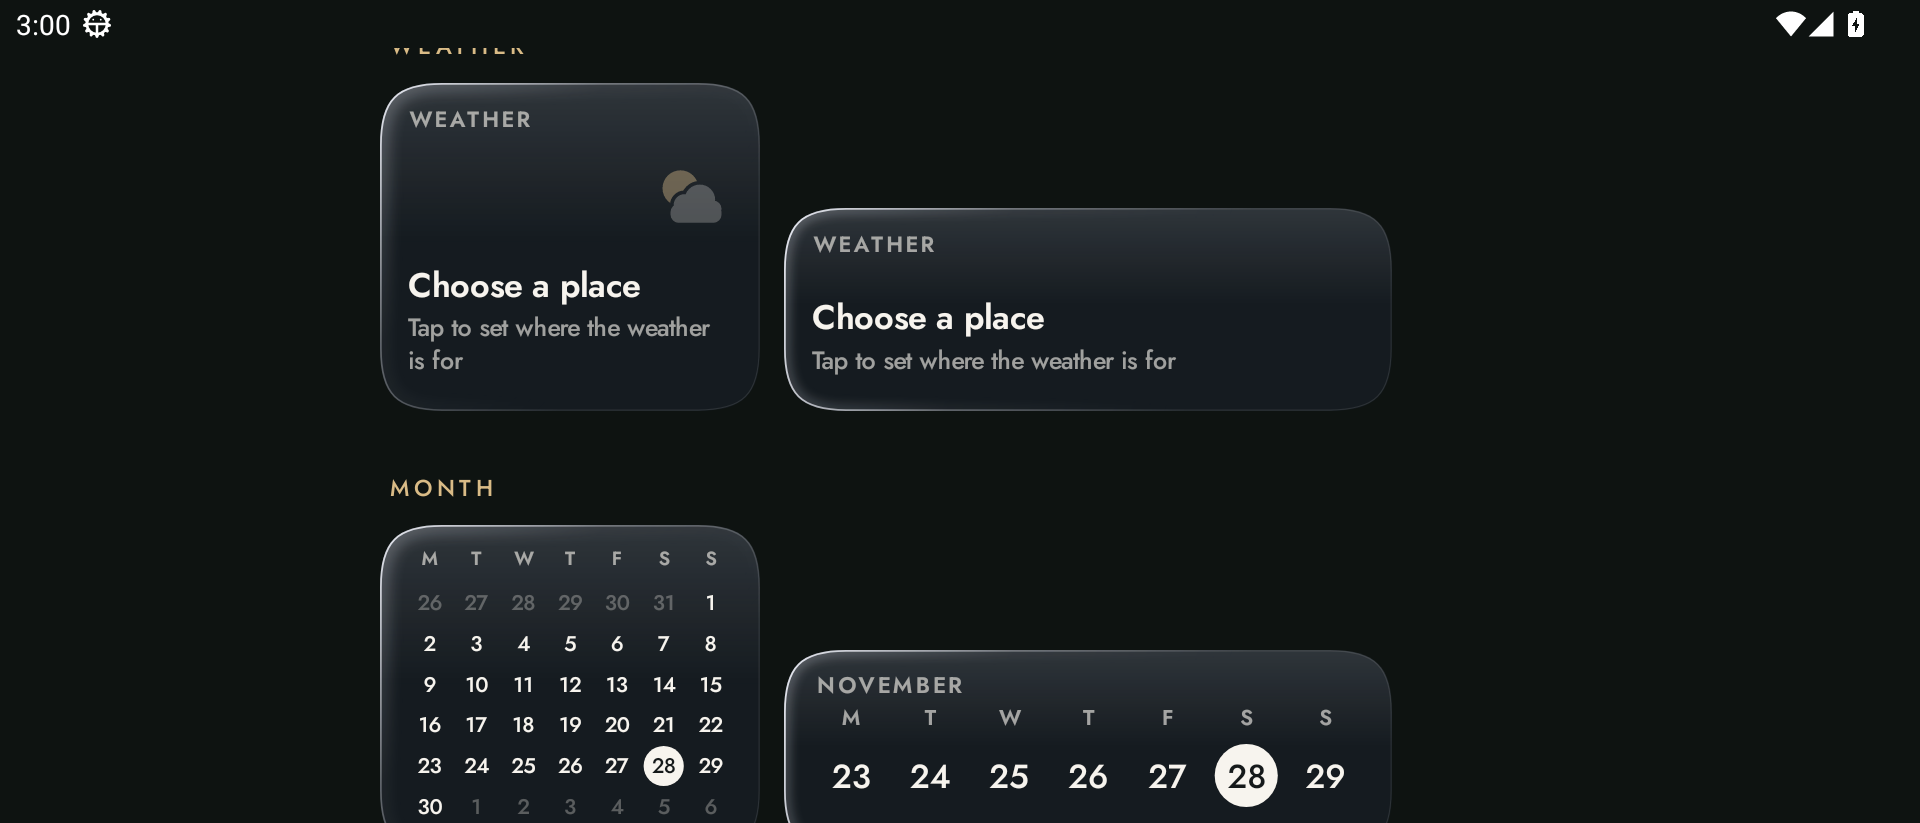 3:00
WEATHER
WEATHER
Choose a place
Tap to set where the weather
is for
WEATHER
Choose a place
Tap to set where the weather is for
MONTH
M T W T F S S
26 27 28 29 30 31 1
2 3 4 5 6 7 8
9 10 11 12 13 14 15
16 17 18 19 20 21 22
23 24 25 26 27 28 29
30 1 2 3 4 5 6
NOVEMBER
M T W T F S S
23 24 25 26 27 28 29